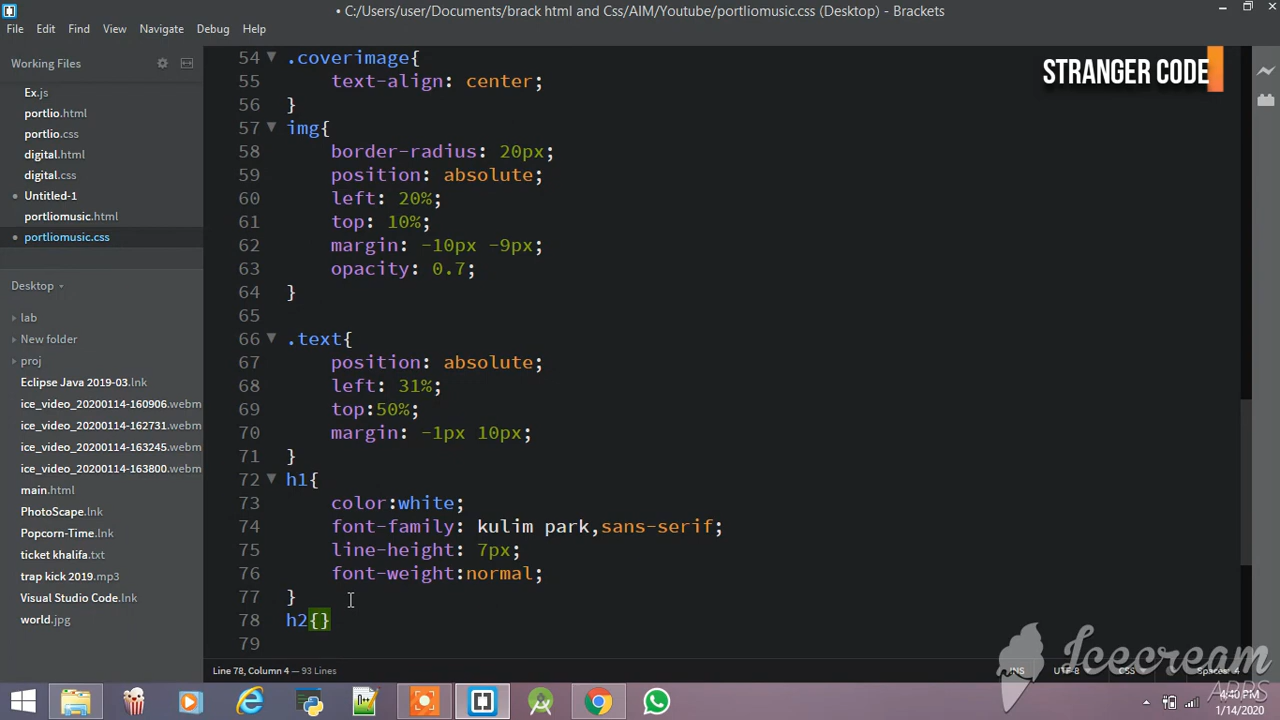 • C:/Users/user/Documents/brack html and Css/AIM/Youtube/portliomusic.css (Desktop) - Brackets
File Edit Find View Navigate Debug Help
Working Files
Ex.js
portlio.html
portlio.css
digital.html
digital.css
• Untitled-1
portliomusic.html
• portliomusic.css
Desktop
lab
New folder
proj
Eclipse Java 2019-03.lnk
ice_video_20200114-160906.webm
ice_video_20200114-162731.webm
ice_video_20200114-163245.webm
ice_video_20200114-163800.webm
main.html
PhotoScape.lnk
Popcorn-Time.lnk
ticket khalifa.txt
trap kick 2019.mp3
Visual Studio Code.lnk
world.jpg
STRANGER CODE
54 .coverimage{
55 text-align: center;
56 }
57 img{
58 border-radius: 20px;
59 position: absolute;
60 left: 20%;
61 top: 10%;
62 margin: -10px -9px;
63 opacity: 0.7;
64 }
65
66 .text{
67 position: absolute;
68 left: 31%;
69 top:50%;
70 margin: -1px 10px;
71 }
72 h1{
73 color:white;
74 font-family: kulim park,sans-serif;
75 line-height: 7px;
76 font-weight:normal;
77 }
78 h2{}
79
Line 78, Column 4 — 93 Lines
INS UTF-8 CSS Spaces: 4
Icecream
APPS
4:40 PM
1/14/2020